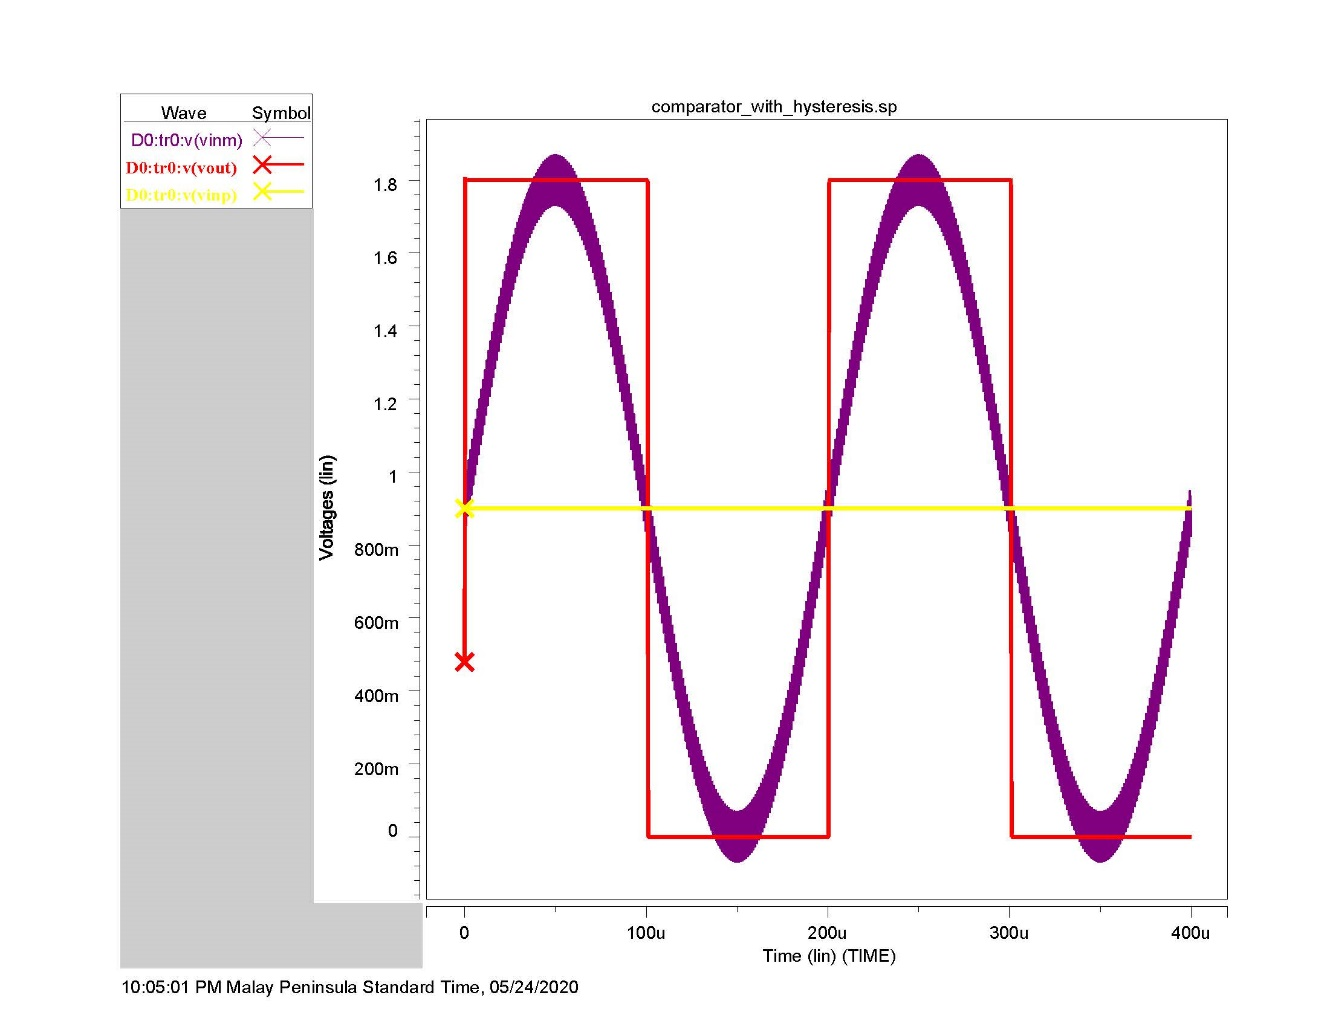 comparator_with_hysteresis.sp
Wave Symbol
D0:tr0:v(vinm)
D0:tr0:v(vout)
D0:tr0:v(vinp)
Voltages (lin)
1.8
1.6
1.4
1.2
1
800m
600m
400m
200m
0
0 100u 200u 300u 400u
Time (lin) (TIME)
10:05:01 PM Malay Peninsula Standard Time, 05/24/2020